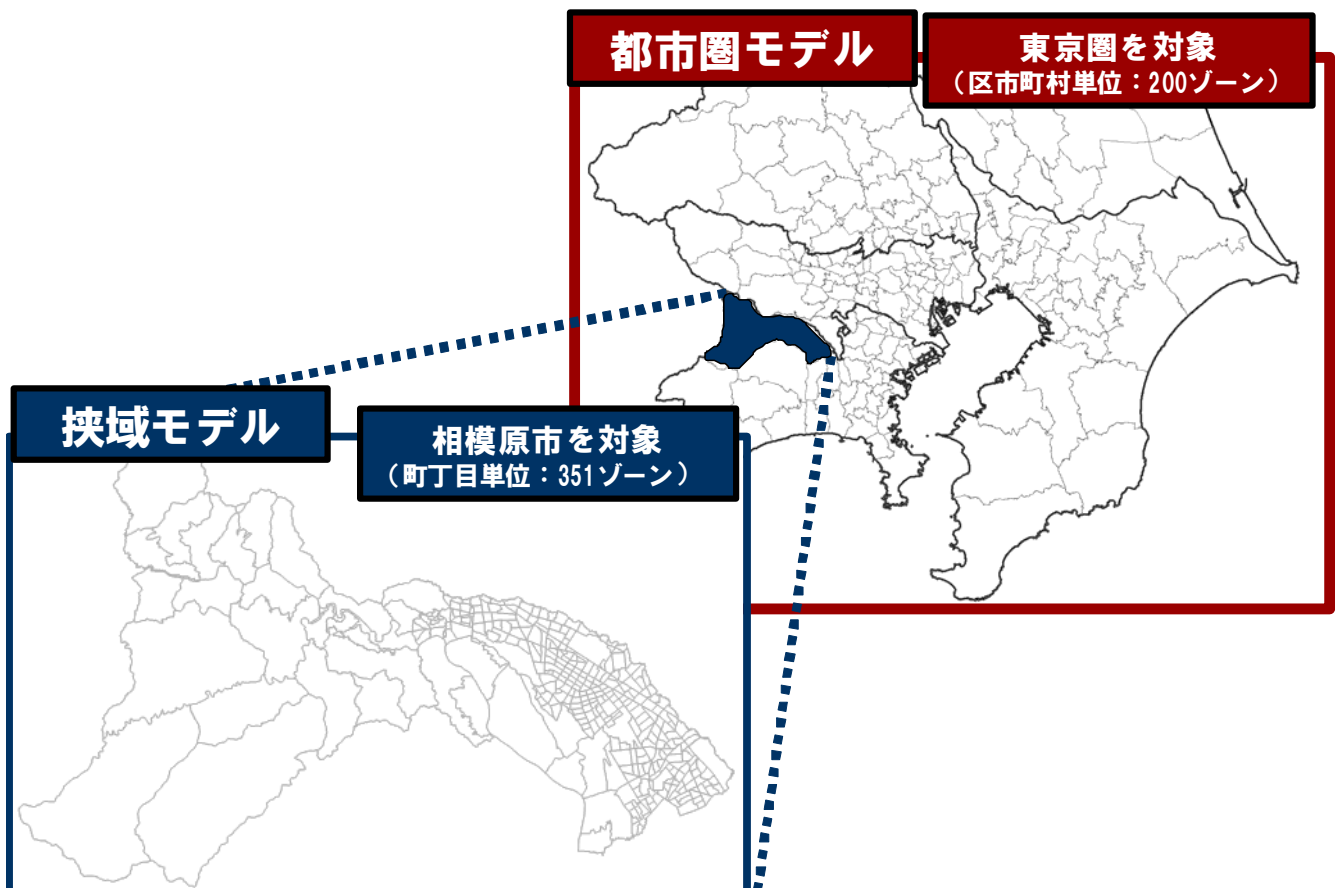 都市圏モデル
東京圏を対象
（区市町村単位：200ゾーン）
挟域モデル
相模原市を対象
（町丁目単位：351ゾーン）